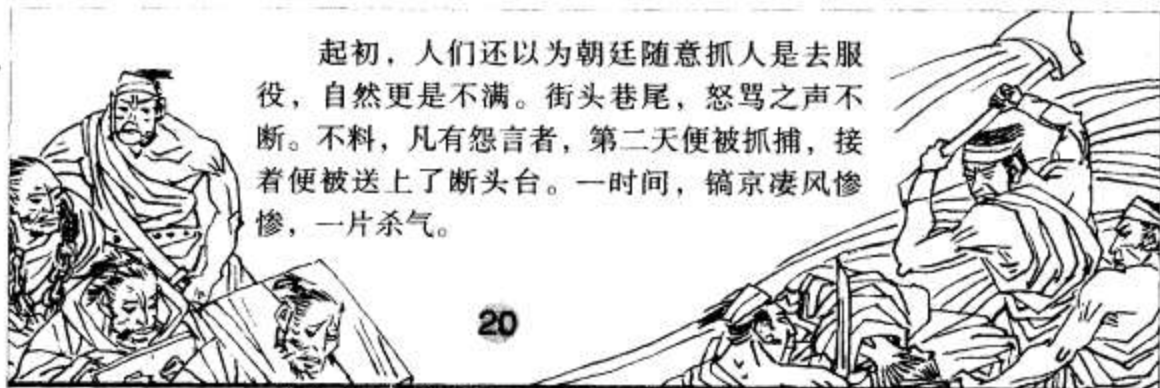 起初，人们还以为朝廷随意抓人是去服
役，自然更是不满。街头巷尾，怒骂之声不
断。不料，凡有怨言者，第二天便被抓捕，接
着便被送上了断头台。一时间，镐京凄风惨
惨，一片杀气。
20